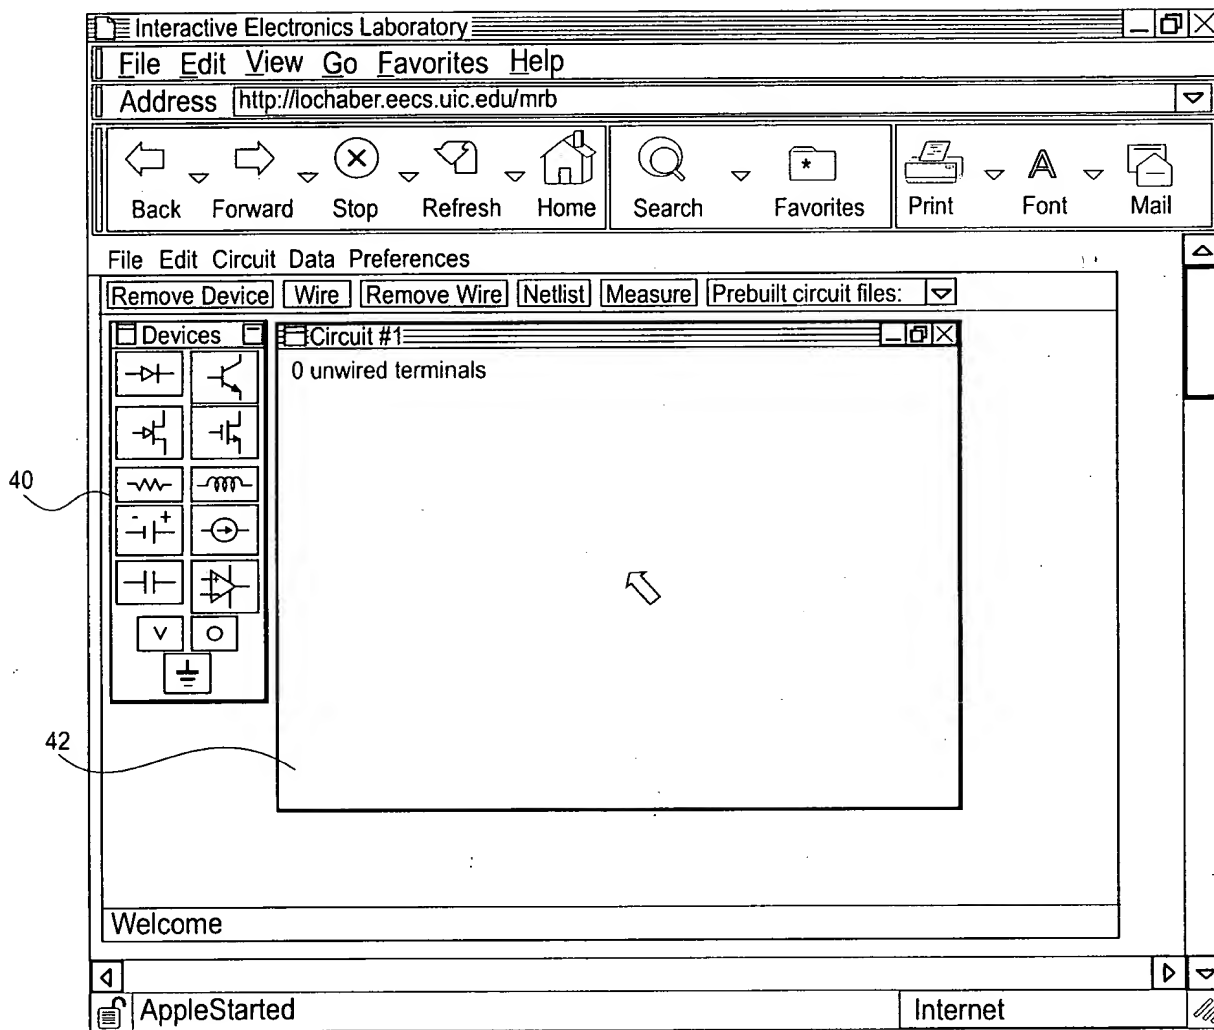 Interactive Electronics Laboratory
File Edit View Go Favorites Help
Address http://lochaber.eecs.uic.edu/mrb
Back Forward Stop Refresh Home Search Favorites Print Font Mail
File Edit Circuit Data Preferences
Remove Device Wire Remove Wire Netlist Measure Prebuilt circuit files:
Devices
Circuit #1
0 unwired terminals
40
- +
V
42
Welcome
AppleStarted
Internet